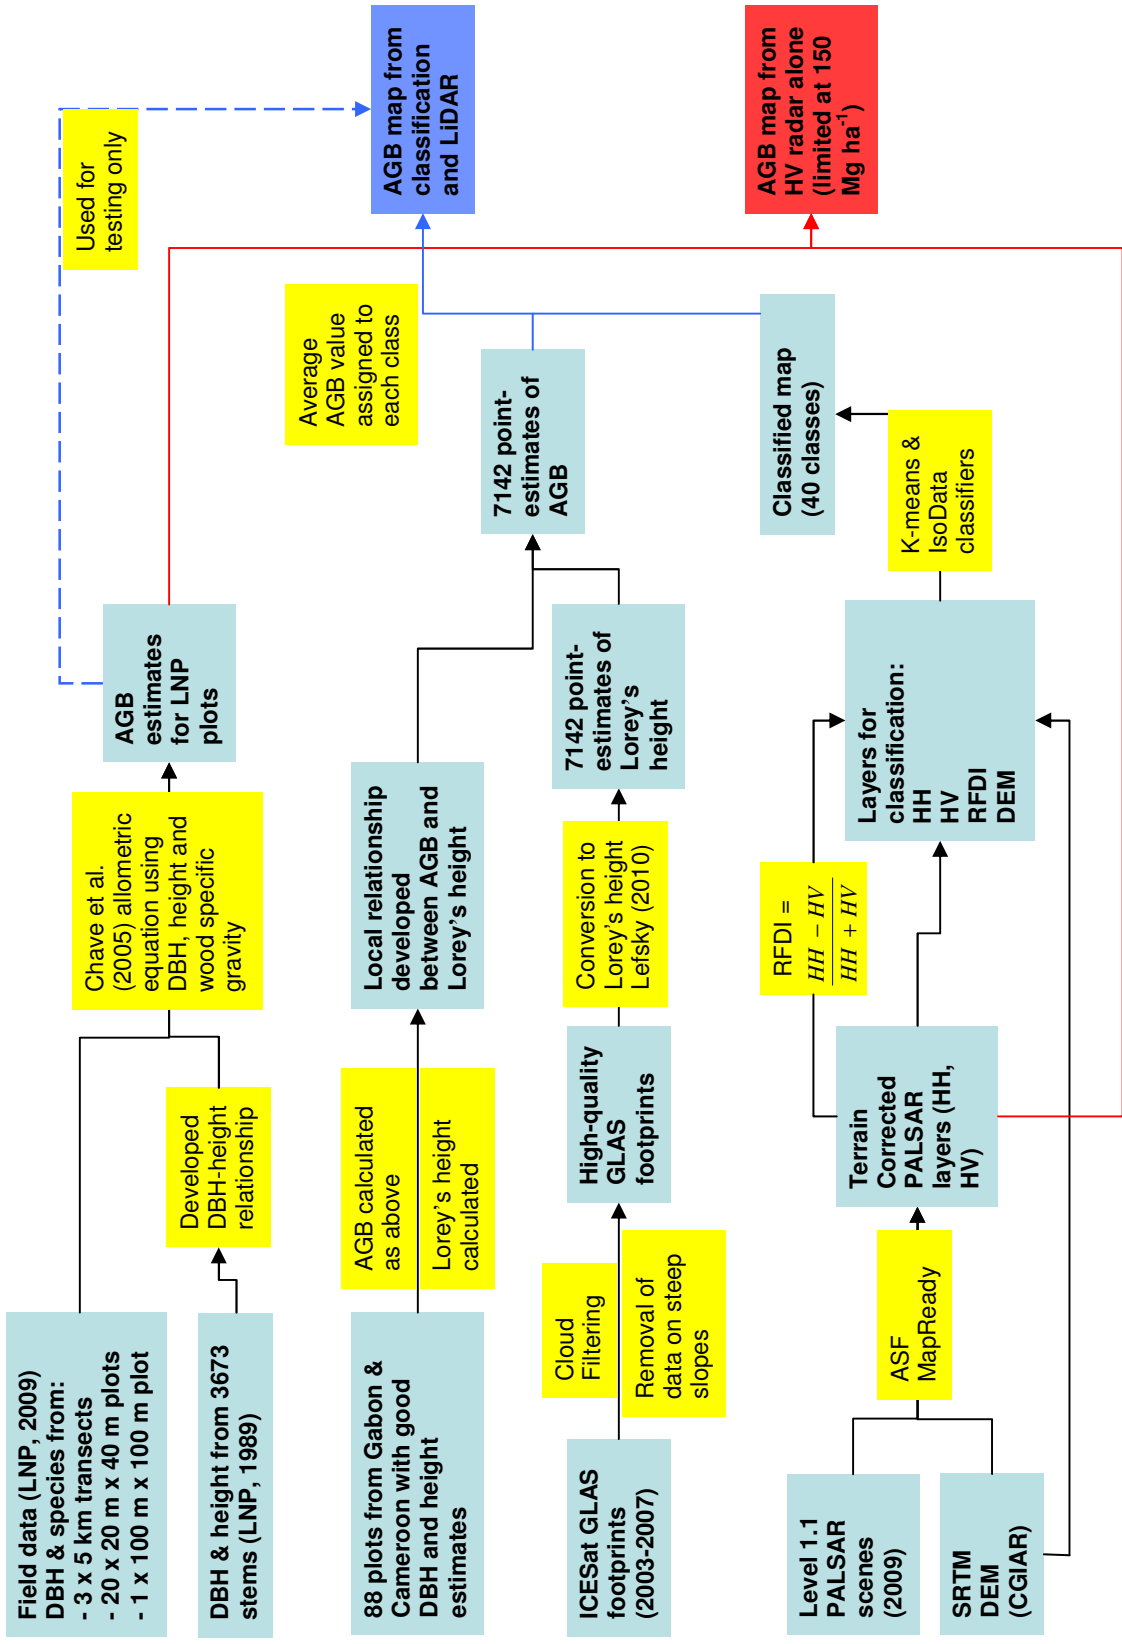 Field data (LNP, 2009)
DBH & species from:
- 3 x 5 km transects
- 20 x 20 m x 40 m plots
- 1 x 100 m x 100 m plot
DBH & height from 3673
stems (LNP, 1989)
Developed
DBH-height
relationship
Chave et al.
(2005) allometric
equation using
DBH, height and
wood specific
gravity
AGB
estimates
for LNP
plots
Used for
testing only
88 plots from Gabon &
Cameroon with good
DBH and height
estimates
AGB calculated
as above
Lorey's height
calculated
Local relationship
developed
between AGB and
Lorey's height
ICESat GLAS
footprints
(2003-2007)
Cloud
Filtering
Removal of
data on steep
slopes
High-quality
GLAS
footprints
Conversion to
Lorey's height
Lefsky (2010)
7142 point-
estimates of
Lorey's
height
7142 point-
estimates of
AGB
Average
AGB value
assigned to
each class
AGB map from
classification
and LiDAR
Level 1.1
PALSAR
scenes
(2009)
SRTM
DEM
(CGIAR)
ASF
MapReady
Terrain
Corrected
PALSAR
layers (HH,
HV)
RFDI =
HH - HV
HH + HV
Layers for
classification:
HH
HV
RFDI
DEM
K-means &
IsoData
classifiers
Classified map
(40 classes)
AGB map from
HV radar alone
(limited at 150
Mg ha⁻¹)